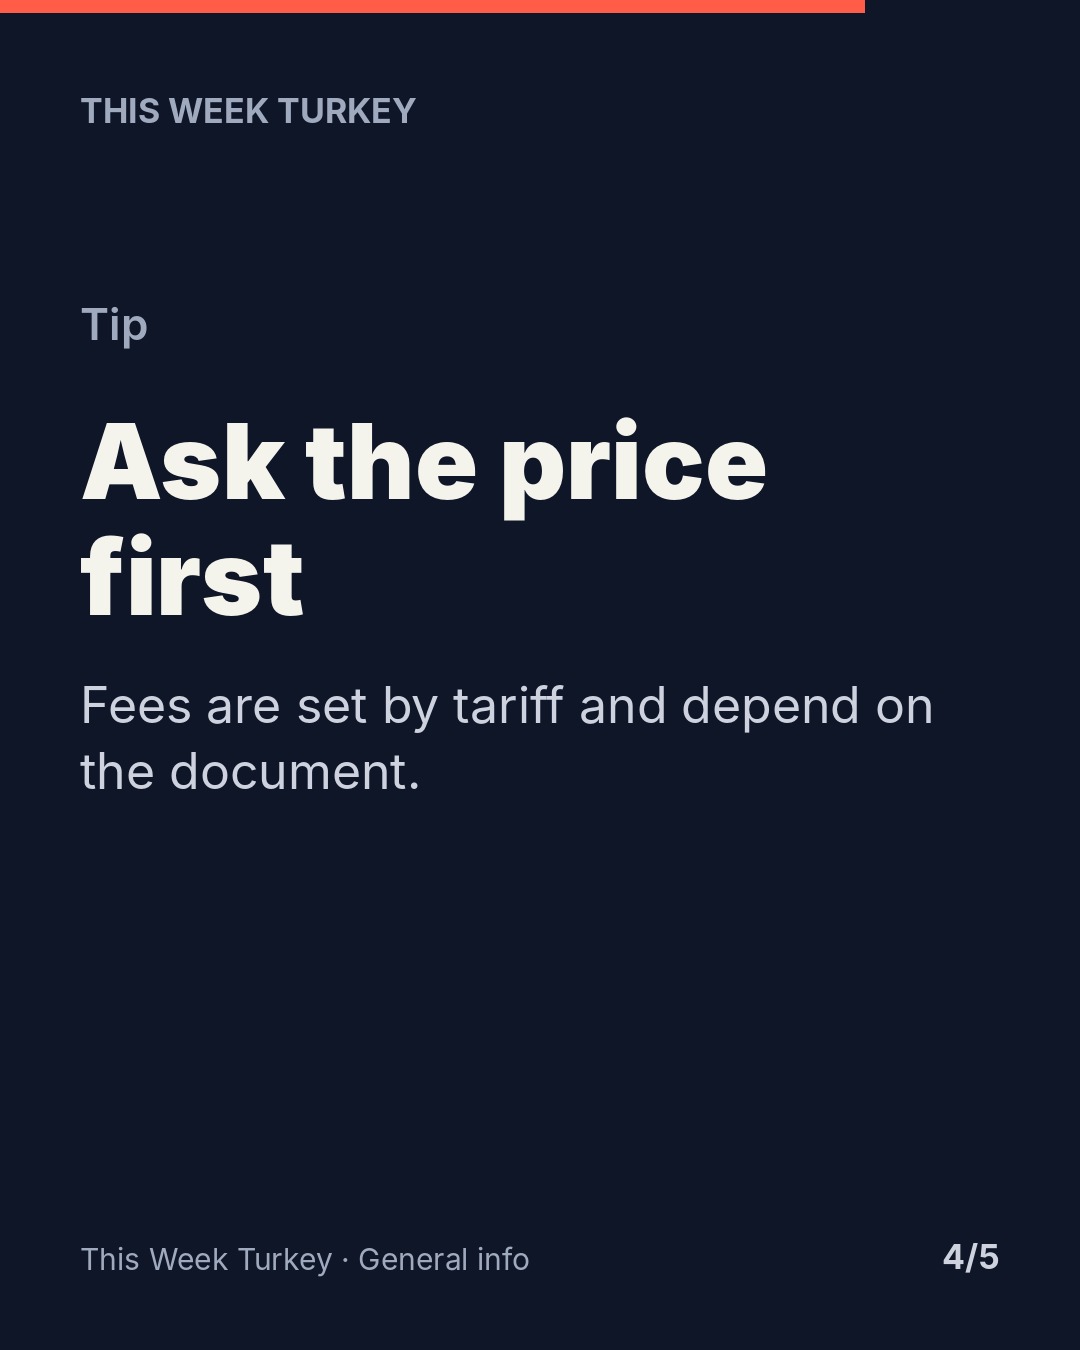 THIS WEEK TURKEY
Tip
Ask the price
first
Fees are set by tariff and depend on
the document.
This Week Turkey · General info
4/5